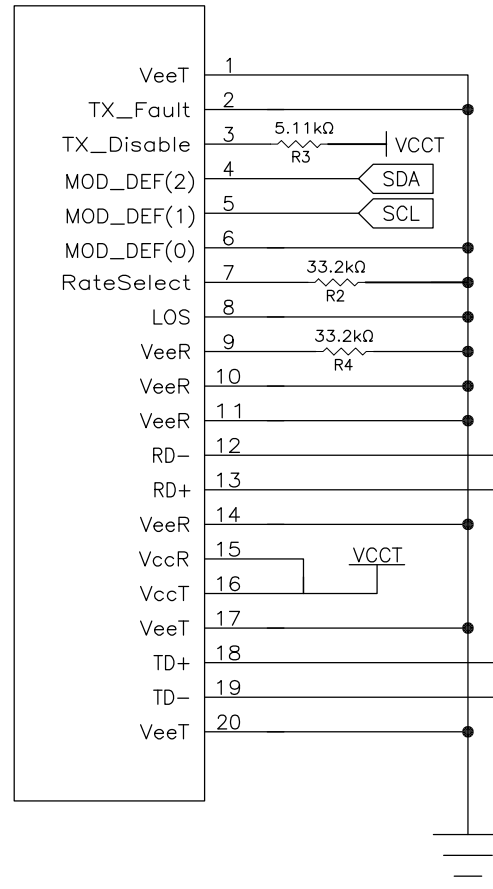 VeeT 1
TX_Fault 2
TX_Disable 3 5.11kΩ R3 VCCT
MOD_DEF(2) 4 SDA
MOD_DEF(1) 5 SCL
MOD_DEF(0) 6
RateSelect 7 33.2kΩ R2
LOS 8
VeeR 9 33.2kΩ R4
VeeR 10
VeeR 11
RD- 12
RD+ 13
VeeR 14
VccR 15 VCCT
VccT 16
VeeT 17
TD+ 18
TD- 19
VeeT 20